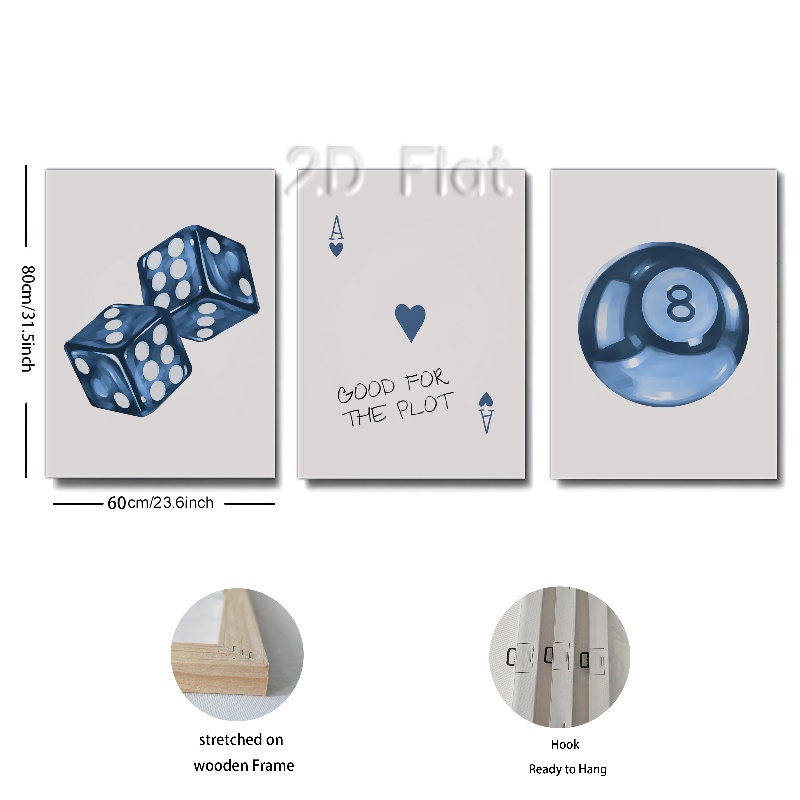 2D Flat
80cm/31.5inch
A
GOOD FOR
THE PLOT
A
8
60cm/23.6inch
stretched on
wooden Frame
Hook
Ready to Hang